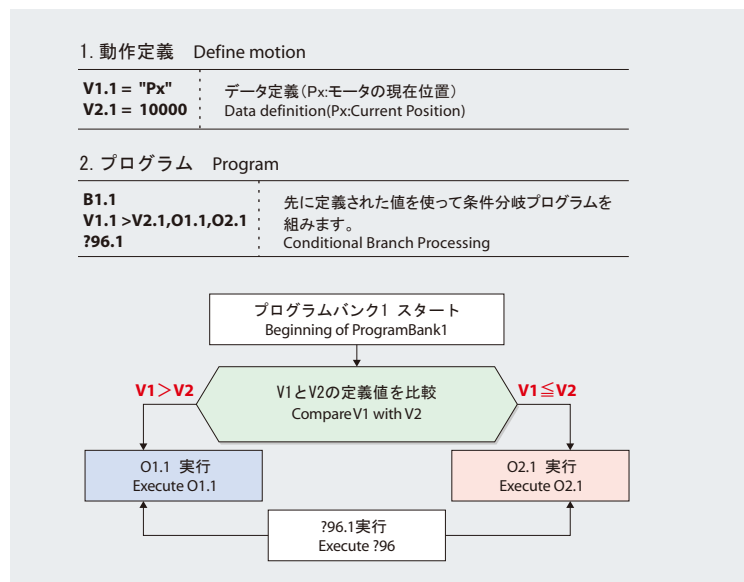 1. 動作定義 Define motion
V1.1 = "Px"
V2.1 = 10000
データ定義(Px:モータの現在位置)
Data definition(Px:Current Position)
2. プログラム Program
B1.1
V1.1 >V2.1,O1.1,O2.1
?96.1
先に定義された値を使って条件分岐プログラムを
組みます。
Conditional Branch Processing
プログラムバンク1 スタート
Beginning of ProgramBank1
V1>V2
V1とV2の定義値を比較
Compare V1 with V2
V1≦V2
O1.1 実行
Execute O1.1
O2.1 実行
Execute O2.1
?96.1実行
Execute ?96